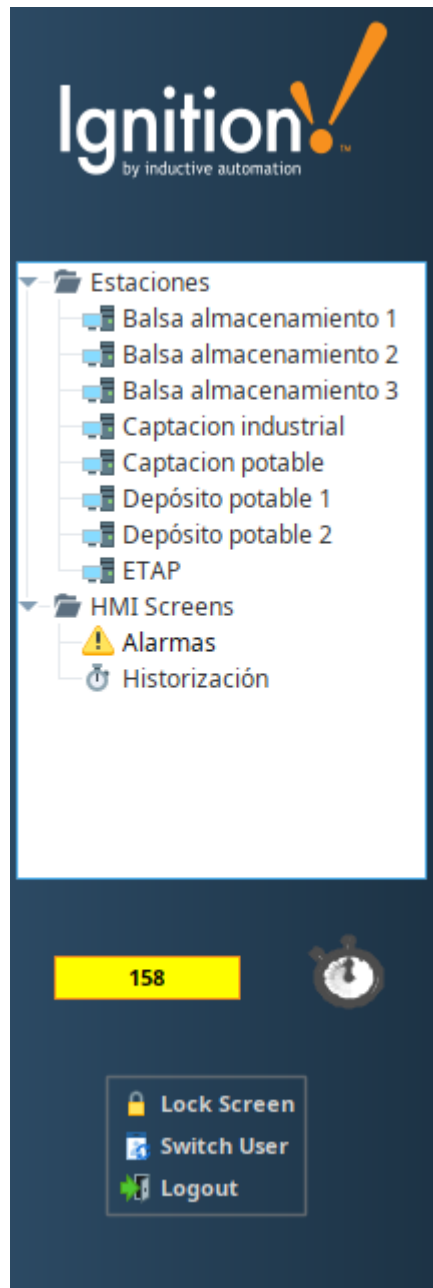 Ignition!™
by inductive automation
Estaciones
Balsa almacenamiento 1
Balsa almacenamiento 2
Balsa almacenamiento 3
Captacion industrial
Captacion potable
Depósito potable 1
Depósito potable 2
ETAP
HMI Screens
Alarmas
Historización
158
Lock Screen
Switch User
Logout